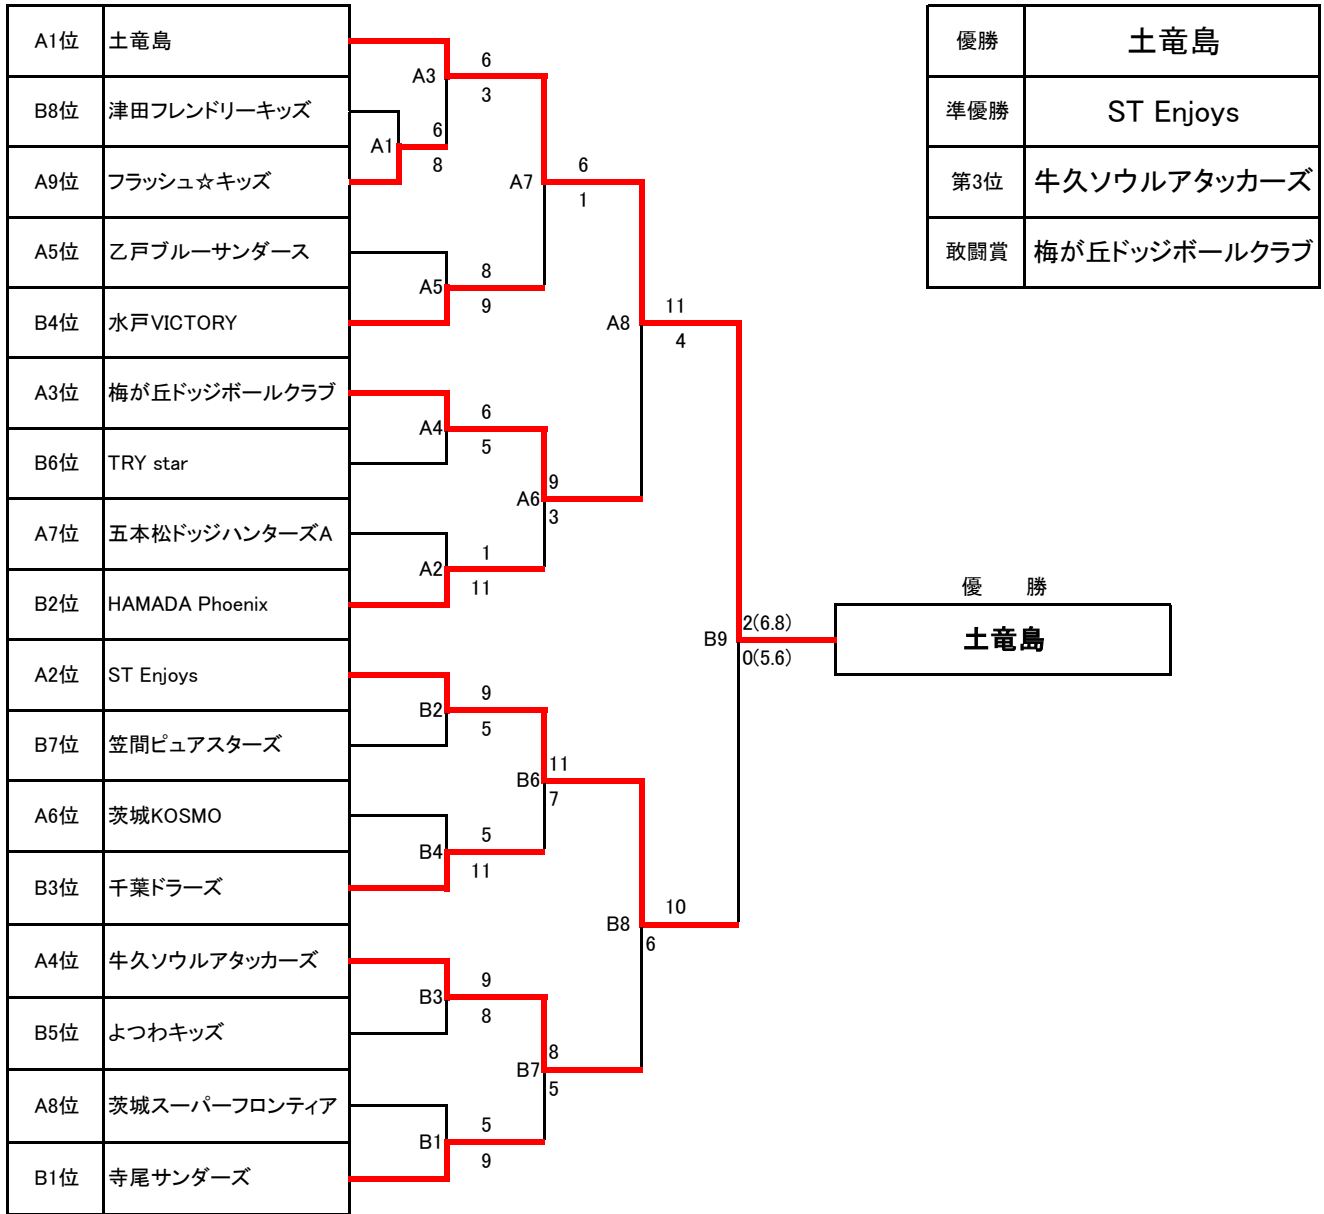 A1位 土竜島
B8位 津田フレンドリーキッズ
A9位 フラッシュ☆キッズ
A5位 乙戸ブルーサンダース
B4位 水戸VICTORY
A3位 梅が丘ドッジボールクラブ
B6位 TRY star
A7位 五本松ドッジハンターズA
B2位 HAMADA Phoenix
A2位 ST Enjoys
B7位 笠間ピュアスターズ
A6位 茨城KOSMO
B3位 千葉ドラーズ
A4位 牛久ソウルアタッカーズ
B5位 よつわキッズ
A8位 茨城スーパーフロンティア
B1位 寺尾サンダーズ
A3
6
3
A1
6
8
A5
8
9
A4
6
5
A2
1
11
B2
9
5
B4
5
11
B3
9
8
B1
5
9
A7
6
1
A6
9
3
B6
11
7
B7
8
5
A8
11
4
B8
10
6
B9
2(6.8)
0(5.6)
優 勝
土竜島
優勝 土竜島
準優勝 ST Enjoys
第3位 牛久ソウルアタッカーズ
敢闘賞 梅が丘ドッジボールクラブ